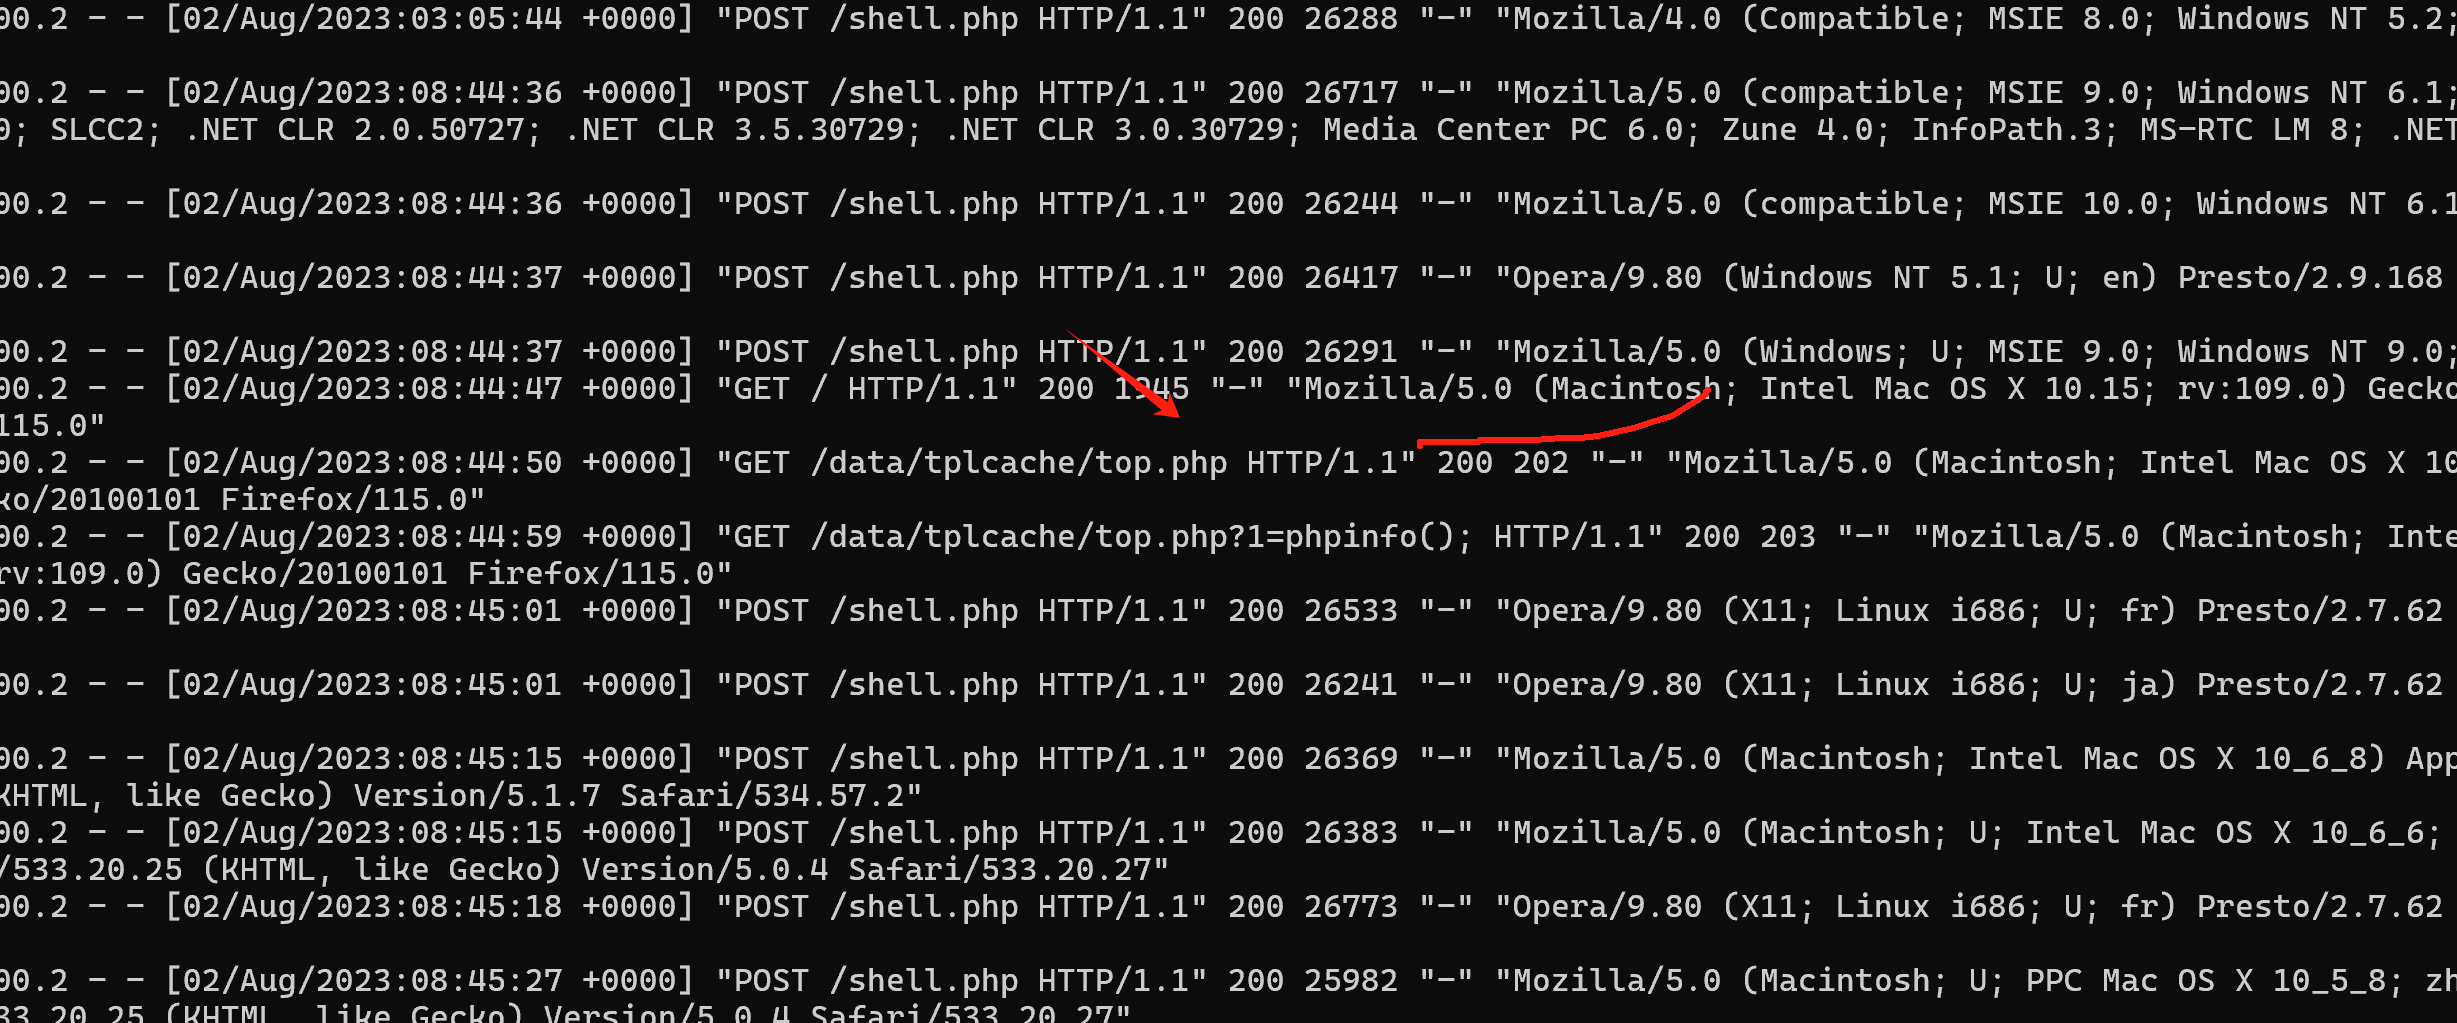 00.2 - - [02/Aug/2023:03:05:44 +0000] "POST /shell.php HTTP/1.1" 200 26288 "-" "Mozilla/4.0 (Compatible; MSIE 8.0; Windows NT 5.2;
00.2 - - [02/Aug/2023:08:44:36 +0000] "POST /shell.php HTTP/1.1" 200 26717 "-" "Mozilla/5.0 (compatible; MSIE 9.0; Windows NT 6.1;
0; SLCC2; .NET CLR 2.0.50727; .NET CLR 3.5.30729; .NET CLR 3.0.30729; Media Center PC 6.0; Zune 4.0; InfoPath.3; MS-RTC LM 8; .NET
00.2 - - [02/Aug/2023:08:44:36 +0000] "POST /shell.php HTTP/1.1" 200 26244 "-" "Mozilla/5.0 (compatible; MSIE 10.0; Windows NT 6.1
00.2 - - [02/Aug/2023:08:44:37 +0000] "POST /shell.php HTTP/1.1" 200 26417 "-" "Opera/9.80 (Windows NT 5.1; U; en) Presto/2.9.168
00.2 - - [02/Aug/2023:08:44:37 +0000] "POST /shell.php HTTP/1.1" 200 26291 "-" "Mozilla/5.0 (Windows; U; MSIE 9.0; Windows NT 9.0;
00.2 - - [02/Aug/2023:08:44:47 +0000] "GET / HTTP/1.1" 200 1945 "-" "Mozilla/5.0 (Macintosh; Intel Mac OS X 10.15; rv:109.0) Gecko
115.0"
00.2 - - [02/Aug/2023:08:44:50 +0000] "GET /data/tplcache/top.php HTTP/1.1" 200 202 "-" "Mozilla/5.0 (Macintosh; Intel Mac OS X 10
ko/20100101 Firefox/115.0"
00.2 - - [02/Aug/2023:08:44:59 +0000] "GET /data/tplcache/top.php?1=phpinfo(); HTTP/1.1" 200 203 "-" "Mozilla/5.0 (Macintosh; Inte
rv:109.0) Gecko/20100101 Firefox/115.0"
00.2 - - [02/Aug/2023:08:45:01 +0000] "POST /shell.php HTTP/1.1" 200 26533 "-" "Opera/9.80 (X11; Linux i686; U; fr) Presto/2.7.62
00.2 - - [02/Aug/2023:08:45:01 +0000] "POST /shell.php HTTP/1.1" 200 26241 "-" "Opera/9.80 (X11; Linux i686; U; ja) Presto/2.7.62
00.2 - - [02/Aug/2023:08:45:15 +0000] "POST /shell.php HTTP/1.1" 200 26369 "-" "Mozilla/5.0 (Macintosh; Intel Mac OS X 10_6_8) App
KHTML, like Gecko) Version/5.1.7 Safari/534.57.2"
00.2 - - [02/Aug/2023:08:45:15 +0000] "POST /shell.php HTTP/1.1" 200 26383 "-" "Mozilla/5.0 (Macintosh; U; Intel Mac OS X 10_6_6;
/533.20.25 (KHTML, like Gecko) Version/5.0.4 Safari/533.20.27"
00.2 - - [02/Aug/2023:08:45:18 +0000] "POST /shell.php HTTP/1.1" 200 26773 "-" "Opera/9.80 (X11; Linux i686; U; fr) Presto/2.7.62
00.2 - - [02/Aug/2023:08:45:27 +0000] "POST /shell.php HTTP/1.1" 200 25982 "-" "Mozilla/5.0 (Macintosh; U; PPC Mac OS X 10_5_8; zh
33.20.25 (KHTML, like Gecko) Version/5.0.4 Safari/533.20.27"